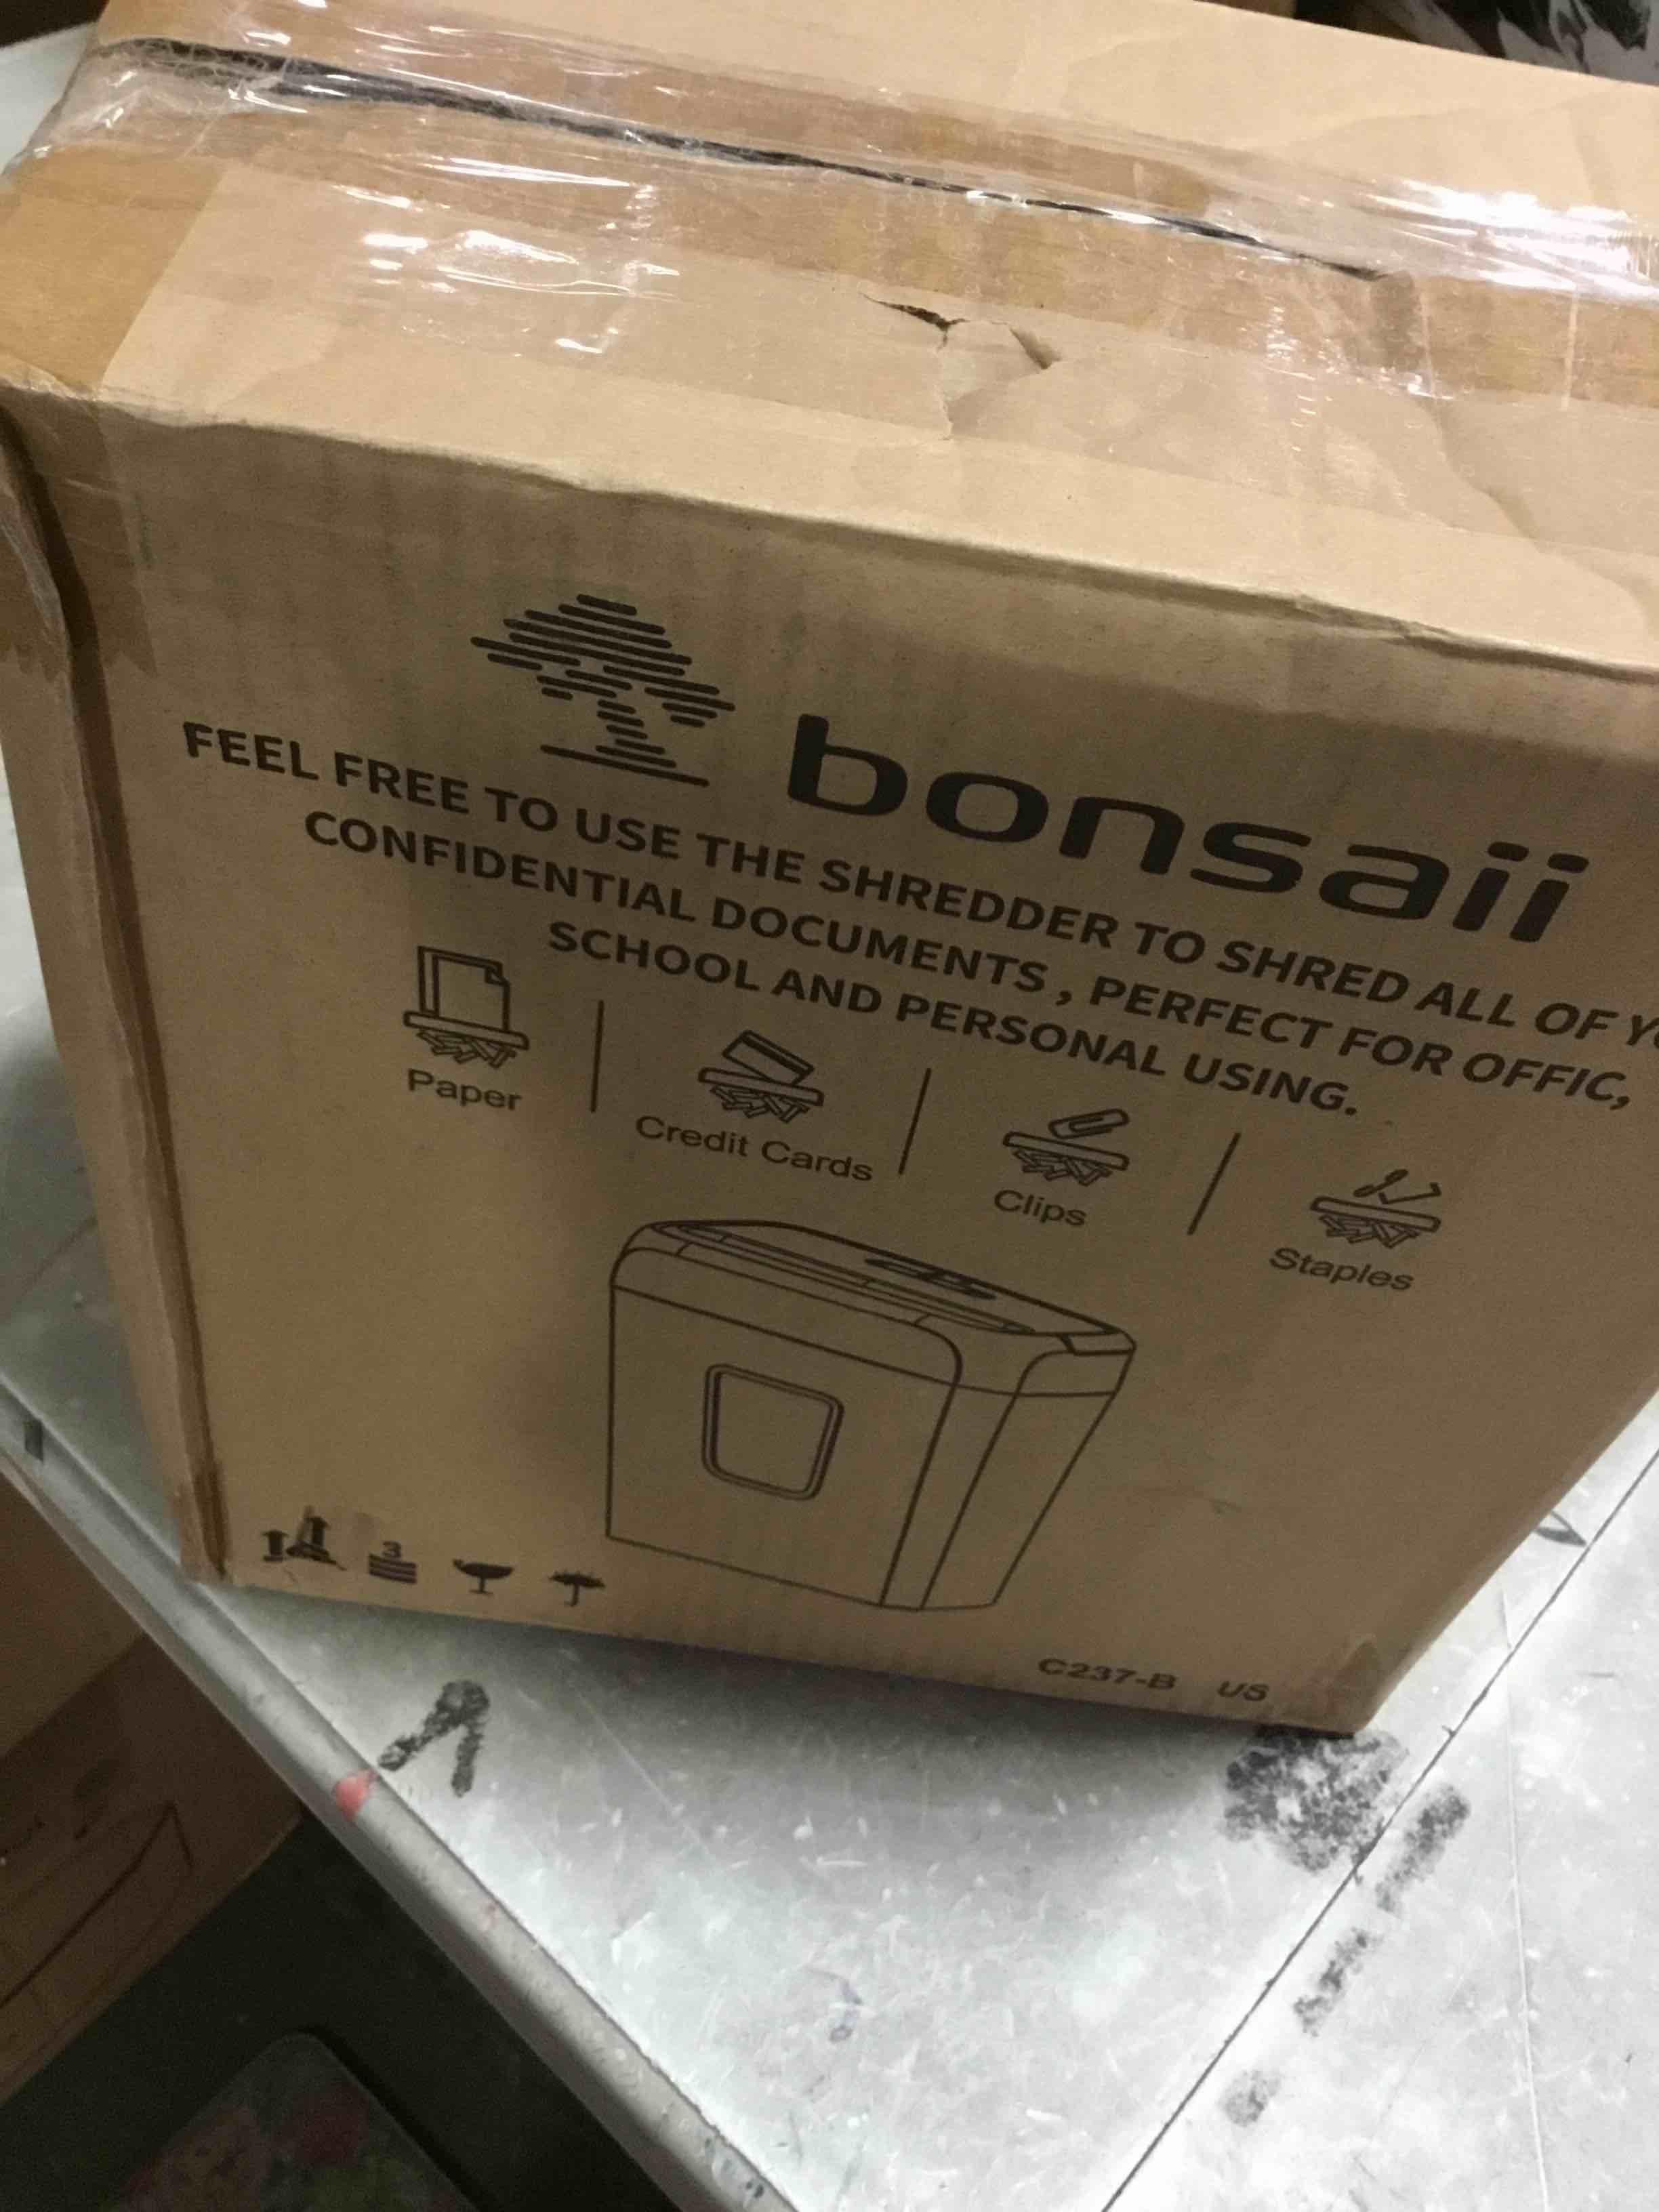 bonsaii
FEEL FREE TO USE THE SHREDDER TO SHRED ALL OF
CONFIDENTIAL DOCUMENTS , PERFECT FOR OFFIC,
SCHOOL AND PERSONAL USING.
Paper
Credit Cards
Clips
Staples
3
C237-B US